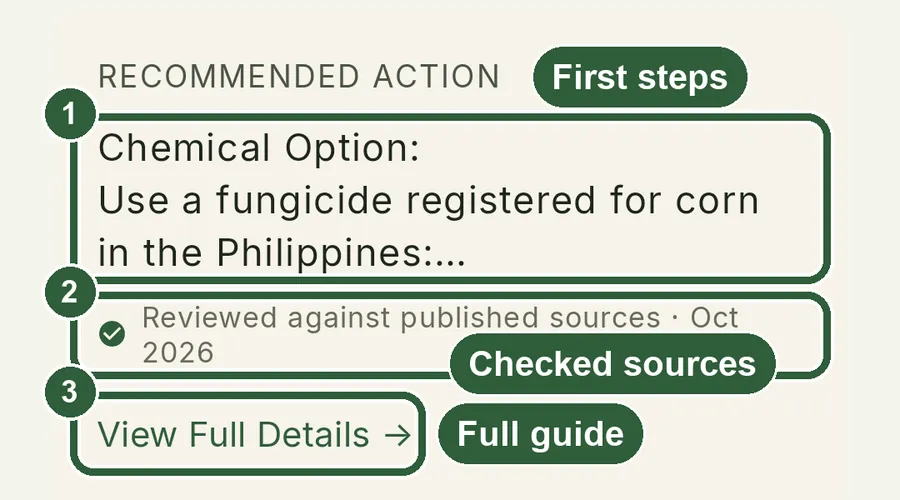 RECOMMENDED ACTION
First steps
1
Chemical Option:
Use a fungicide registered for corn
in the Philippines:...
2
Reviewed against published sources · Oct
2026
Checked sources
3
View Full Details →
Full guide